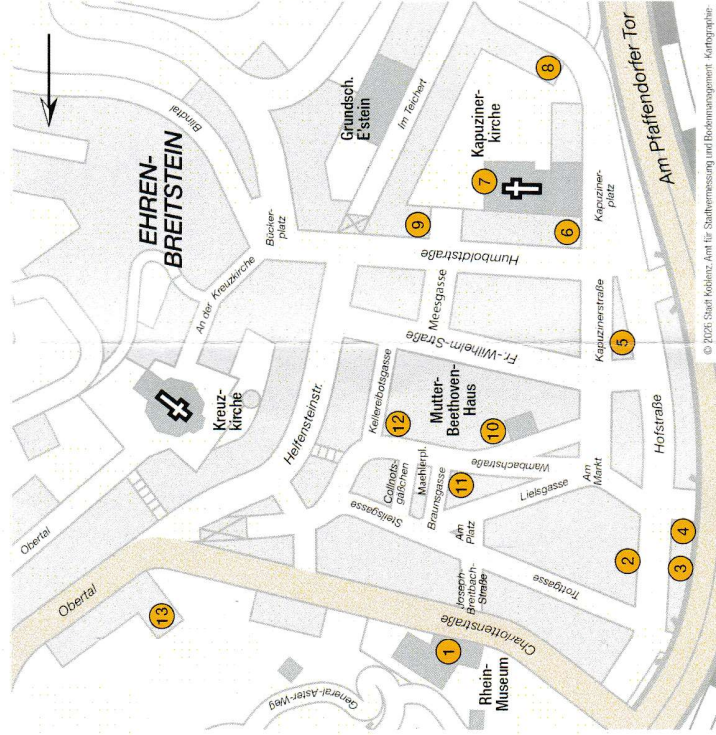 EHREN-
BREITSTEIN
Blindtal
Grundsch.
E'stein
Im Teichert
8
Am Pfaffendorfer Tor
Bücker-
platz
Kapuziner-
kirche
7
9
6
Kapuziner-
platz
Humboldtstraße
An der Kreuzkirche
Kreuz-
kirche
Meesgasse
Fr.-Wilhelm-Straße
Kapuzinerstraße
5
Helfensteinstr.
Kellereibotsgasse
Mutter-
Beethoven-
Haus
12
10
Wambachstraße
Am
Markt
Hofstraße
Obertal
Collnots-
gäßchen
Maehlerpl.
Braunsgasse
11
Lielsgasse
Steilsgasse
Am
Platz
Trottgasse
2
4
3
Joseph-
Breitbach-
Straße
Obertal
13
Charlottenstraße
1
Rhein-
Museum
General-Aster-Weg
© 2026 Stadt Koblenz, Amt für Stadtvermessung und Bodenmanagement · Kartographie